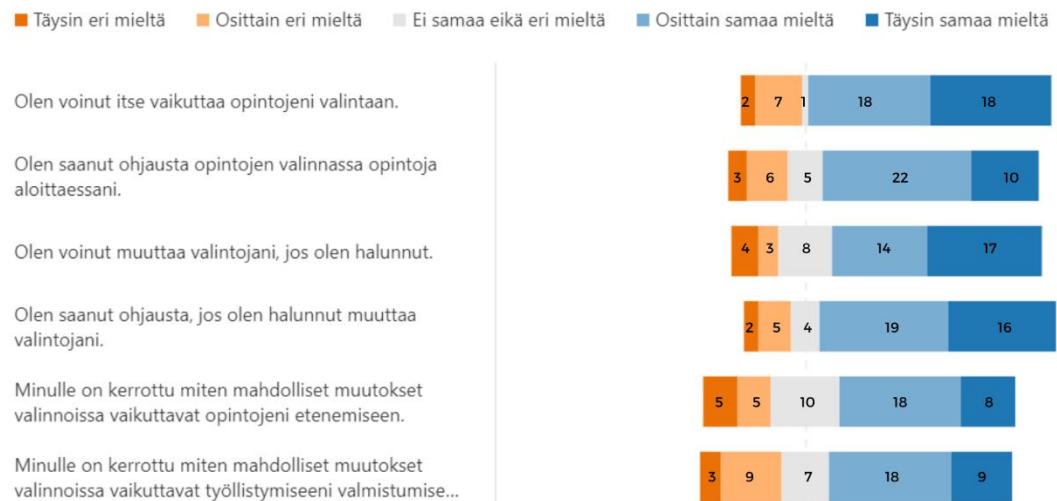 Täysin eri mieltä Osittain eri mieltä Ei samaa eikä eri mieltä Osittain samaa mieltä Täysin samaa mieltä
Olen voinut itse vaikuttaa opintojeni valintaan.
2 7 1 18 18
Olen saanut ohjausta opintojen valinnassa opintoja
aloittaessani.
3 6 5 22 10
Olen voinut muuttaa valintojani, jos olen halunnut.
4 3 8 14 17
Olen saanut ohjausta, jos olen halunnut muuttaa
valintojani.
2 5 4 19 16
Minulle on kerrottu miten mahdolliset muutokset
valinnoissa vaikuttavat opintojeni etenemiseen.
5 5 10 18 8
Minulle on kerrottu miten mahdolliset muutokset
valinnoissa vaikuttavat työllistymiseeni valmistumise...
3 9 7 18 9